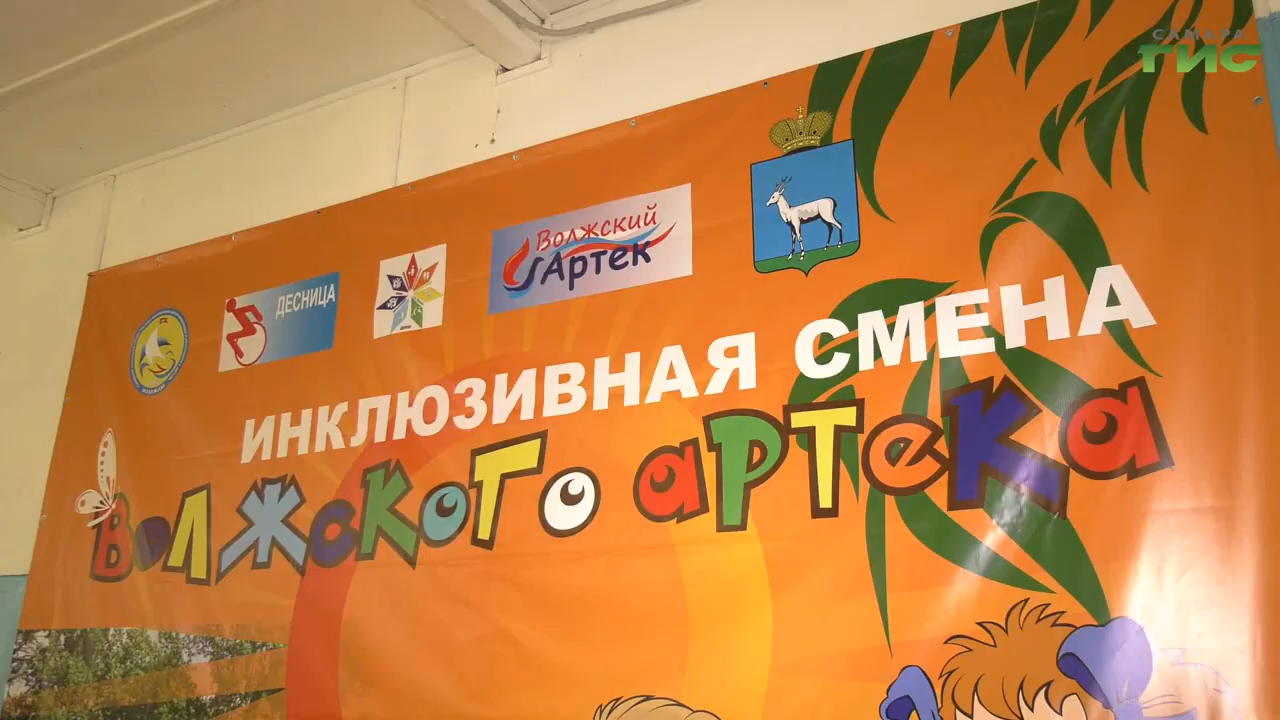 САМАРА
ГИС
Волжский
Артек
ДЕСНИЦА
ИНКЛЮЗИВНАЯ СМЕНА
ВОЛЖСКОГО АРТЕКА